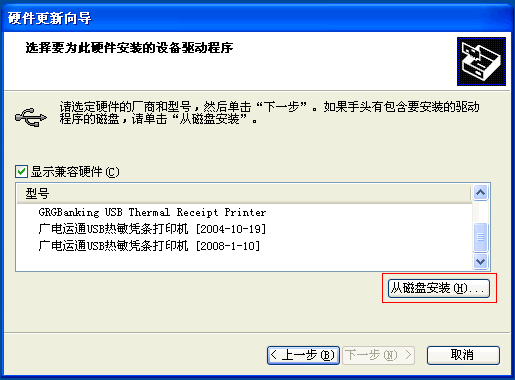 硬件更新向导
选择要为此硬件安装的设备驱动程序
请选定硬件的厂商和型号，然后单击“下一步”。如果手头有包含要安装的驱动
程序的磁盘，请单击“从磁盘安装”。
显示兼容硬件(C)
型号
GRGBanking USB Thermal Receipt Printer
广电运通USB热敏凭条打印机 [2004-10-19]
广电运通USB热敏凭条打印机 [2008-1-10]
从磁盘安装(H)...
< 上一步(B) 下一步(N) > 取消